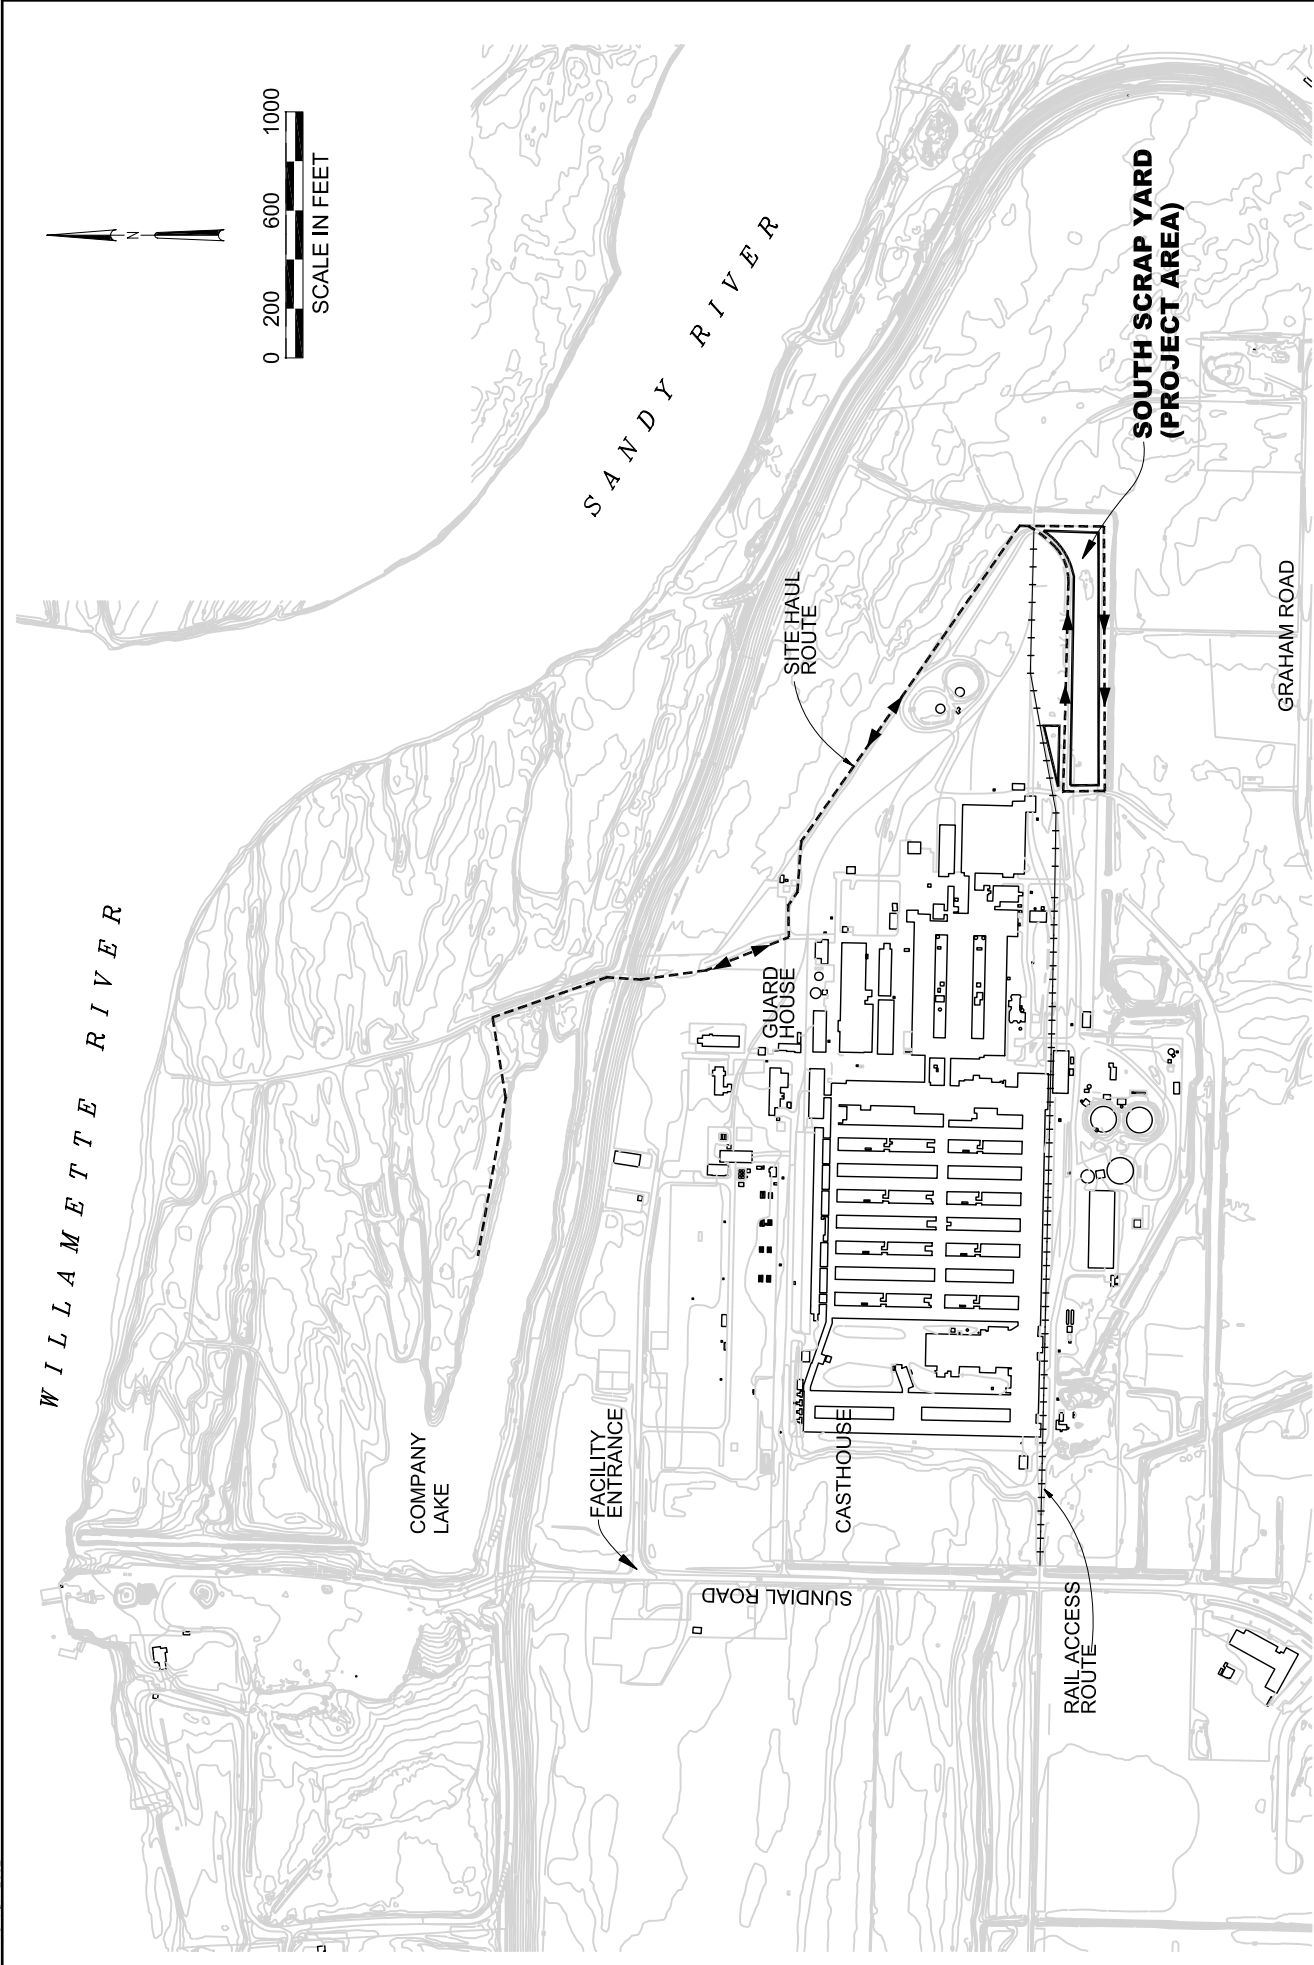 WILLAMETTE RIVER
N
0 200 600 1000
SCALE IN FEET
SANDY RIVER
COMPANY
LAKE
FACILITY
ENTRANCE
SUNDIAL ROAD
GUARD
HOUSE
SITE HAUL
ROUTE
CASTHOUSE
RAIL ACCESS
ROUTE
SOUTH SCRAP YARD
(PROJECT AREA)
GRAHAM ROAD